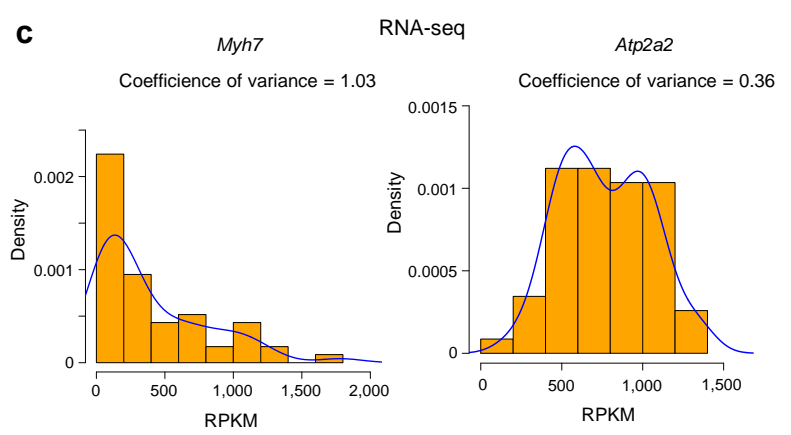 c
RNA-seq
Myh7
Atp2a2
Coefficience of variance = 1.03
Coefficience of variance = 0.36
Density
0.002
0.001
0
0
500
1,000
1,500
2,000
RPKM
Density
0.0015
0.001
0.0005
0
0
500
1,000
1,500
RPKM